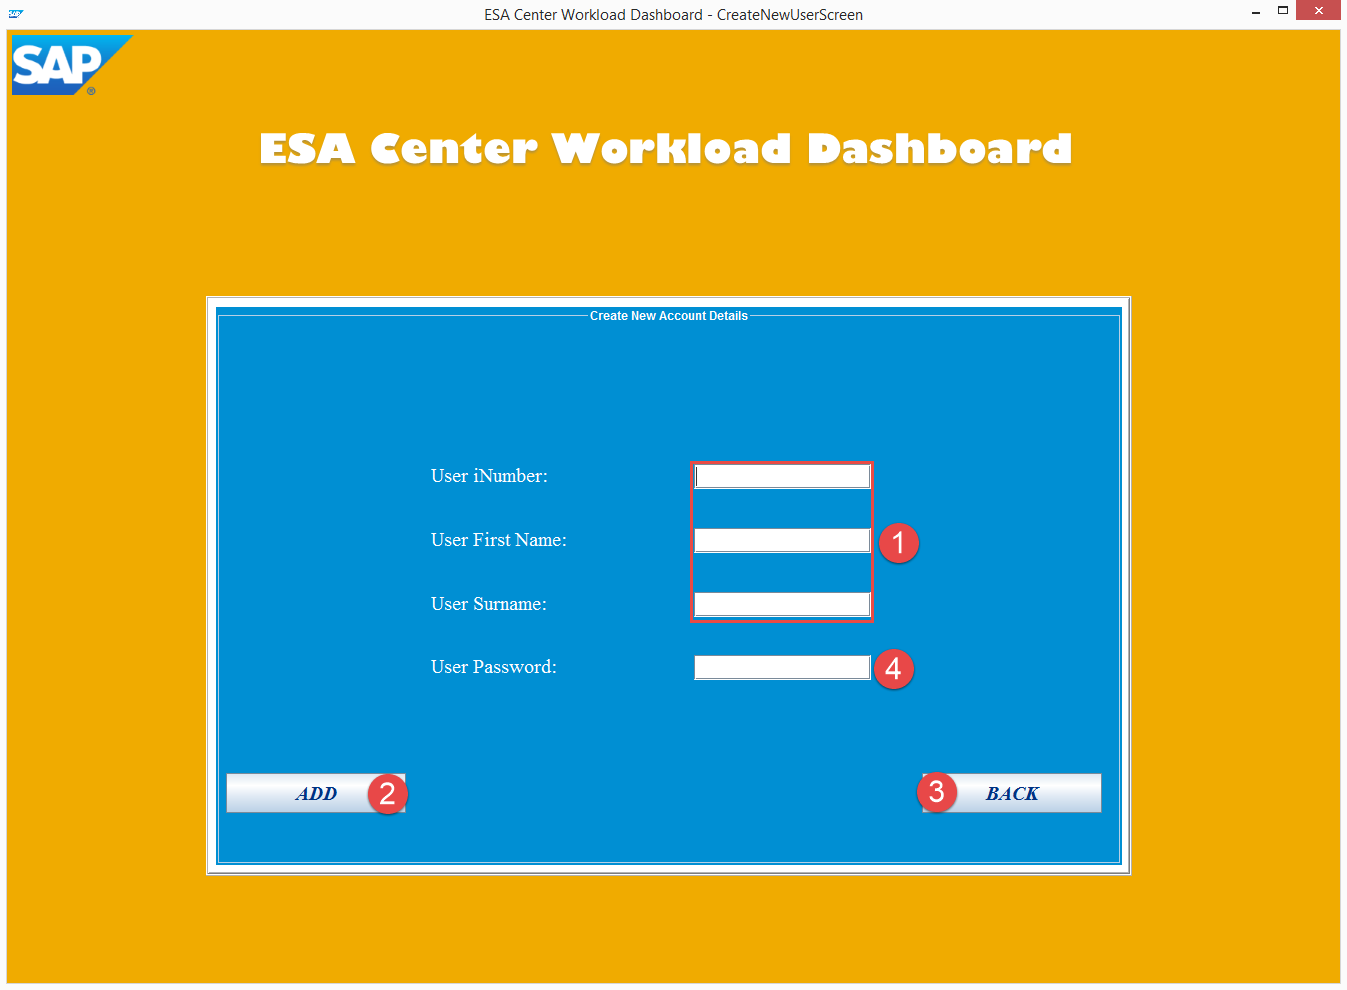 ESA Center Workload Dashboard - CreateNewUserScreen
SAP
SAP ®
ESA Center Workload Dashboard
Create New Account Details
User iNumber:
User First Name:
1
User Surname:
User Password:
4
ADD 2
3 BACK